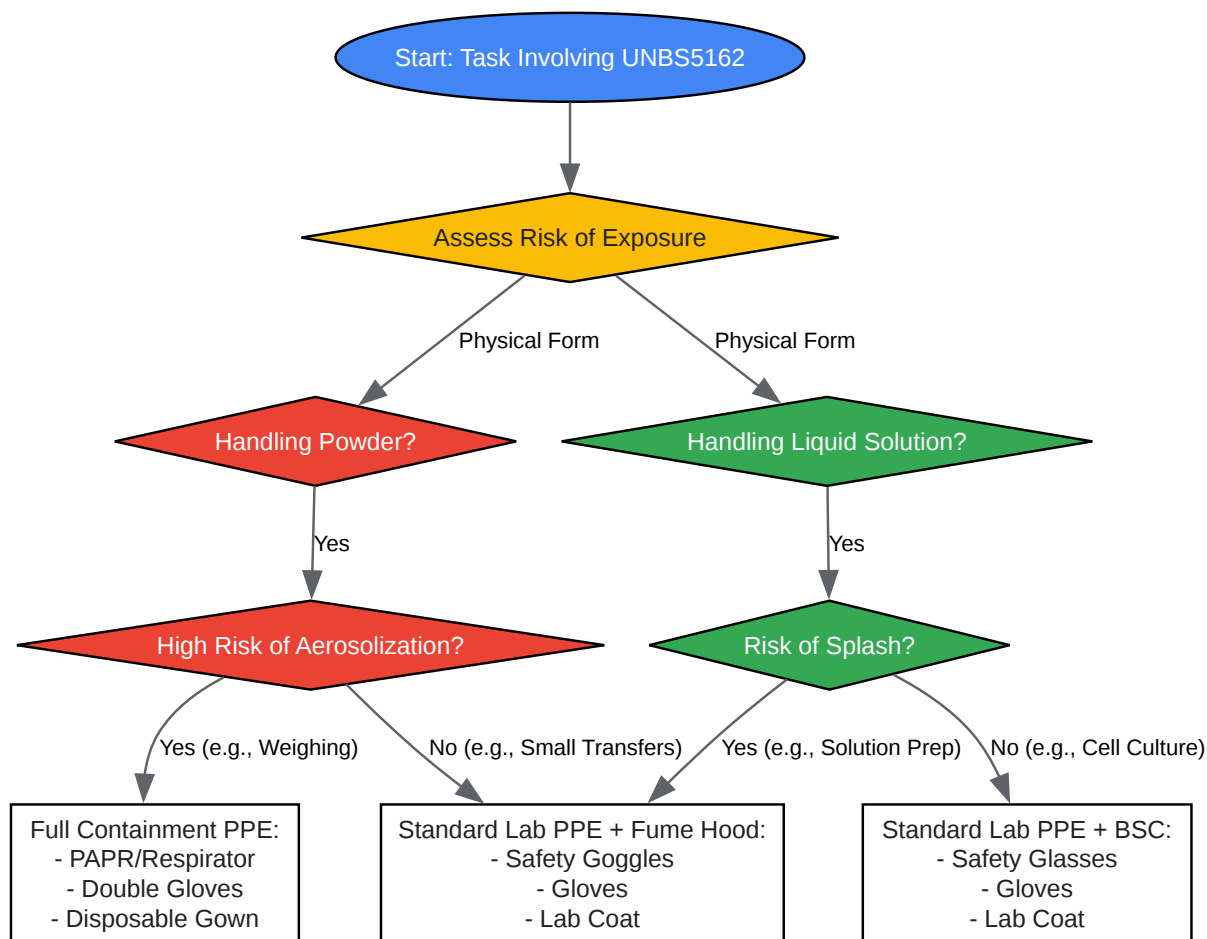 Start: Task Involving UNBS5162
Assess Risk of Exposure
Physical Form
Physical Form
Handling Powder?
Handling Liquid Solution?
Yes
Yes
High Risk of Aerosolization?
Risk of Splash?
Yes (e.g., Weighing)
No (e.g., Small Transfers)
Yes (e.g., Solution Prep)
No (e.g., Cell Culture)
Full Containment PPE:
- PAPR/Respirator
- Double Gloves
- Disposable Gown
Standard Lab PPE + Fume Hood:
- Safety Goggles
- Gloves
- Lab Coat
Standard Lab PPE + BSC:
- Safety Glasses
- Gloves
- Lab Coat